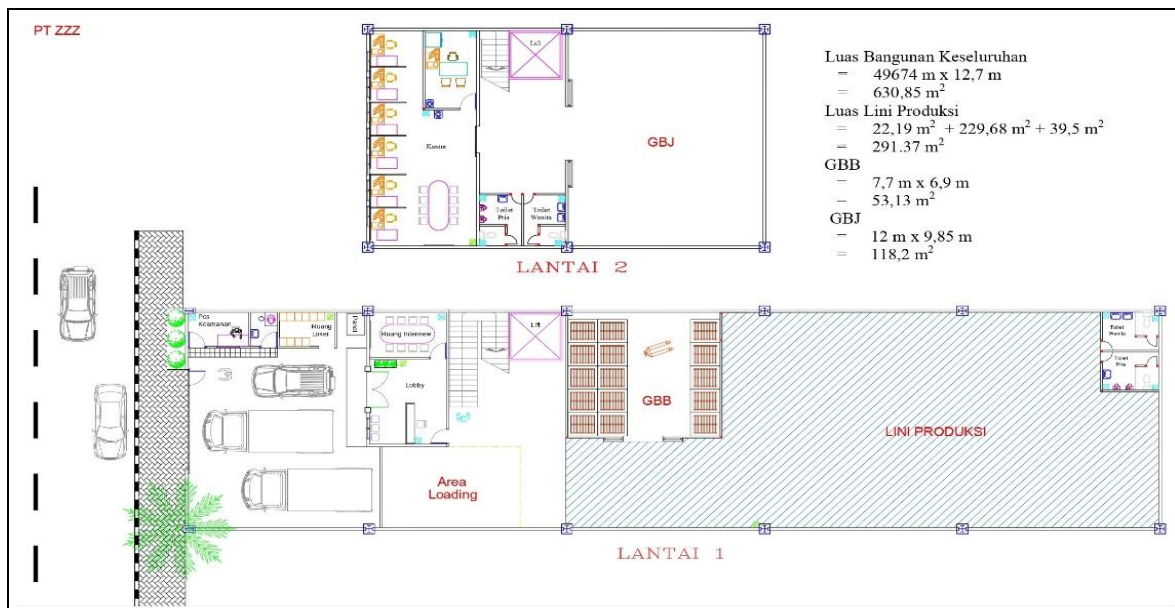 PT ZZZ
Lift
Kantor
GBJ
Toilet
Pria
Toilet
Wanita
LANTAI 2
Luas Bangunan Keseluruhan
= 49674 m x 12,7 m
= 630,85 m²
Luas Lini Produksi
= 22,19 m² + 229,68 m² + 39,5 m²
= 291.37 m²
GBB
= 7,7 m x 6,9 m
= 53,13 m²
GBJ
= 12 m x 9,85 m
= 118,2 m²
Pos
Keamanan
Ruang
Loker
Panel
Ruang Interview
Lift
Lobby
GBB
Area
Loading
LINI PRODUKSI
Toilet
Wanita
Toilet
Pria
LANTAI 1